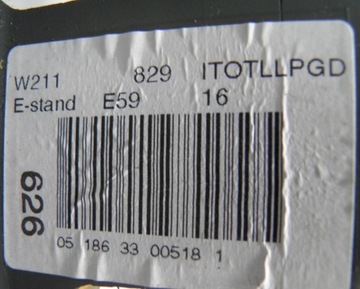 W211 829 ITOTLLPGD
E-stand E59 16
626
05 186 33 00518 1